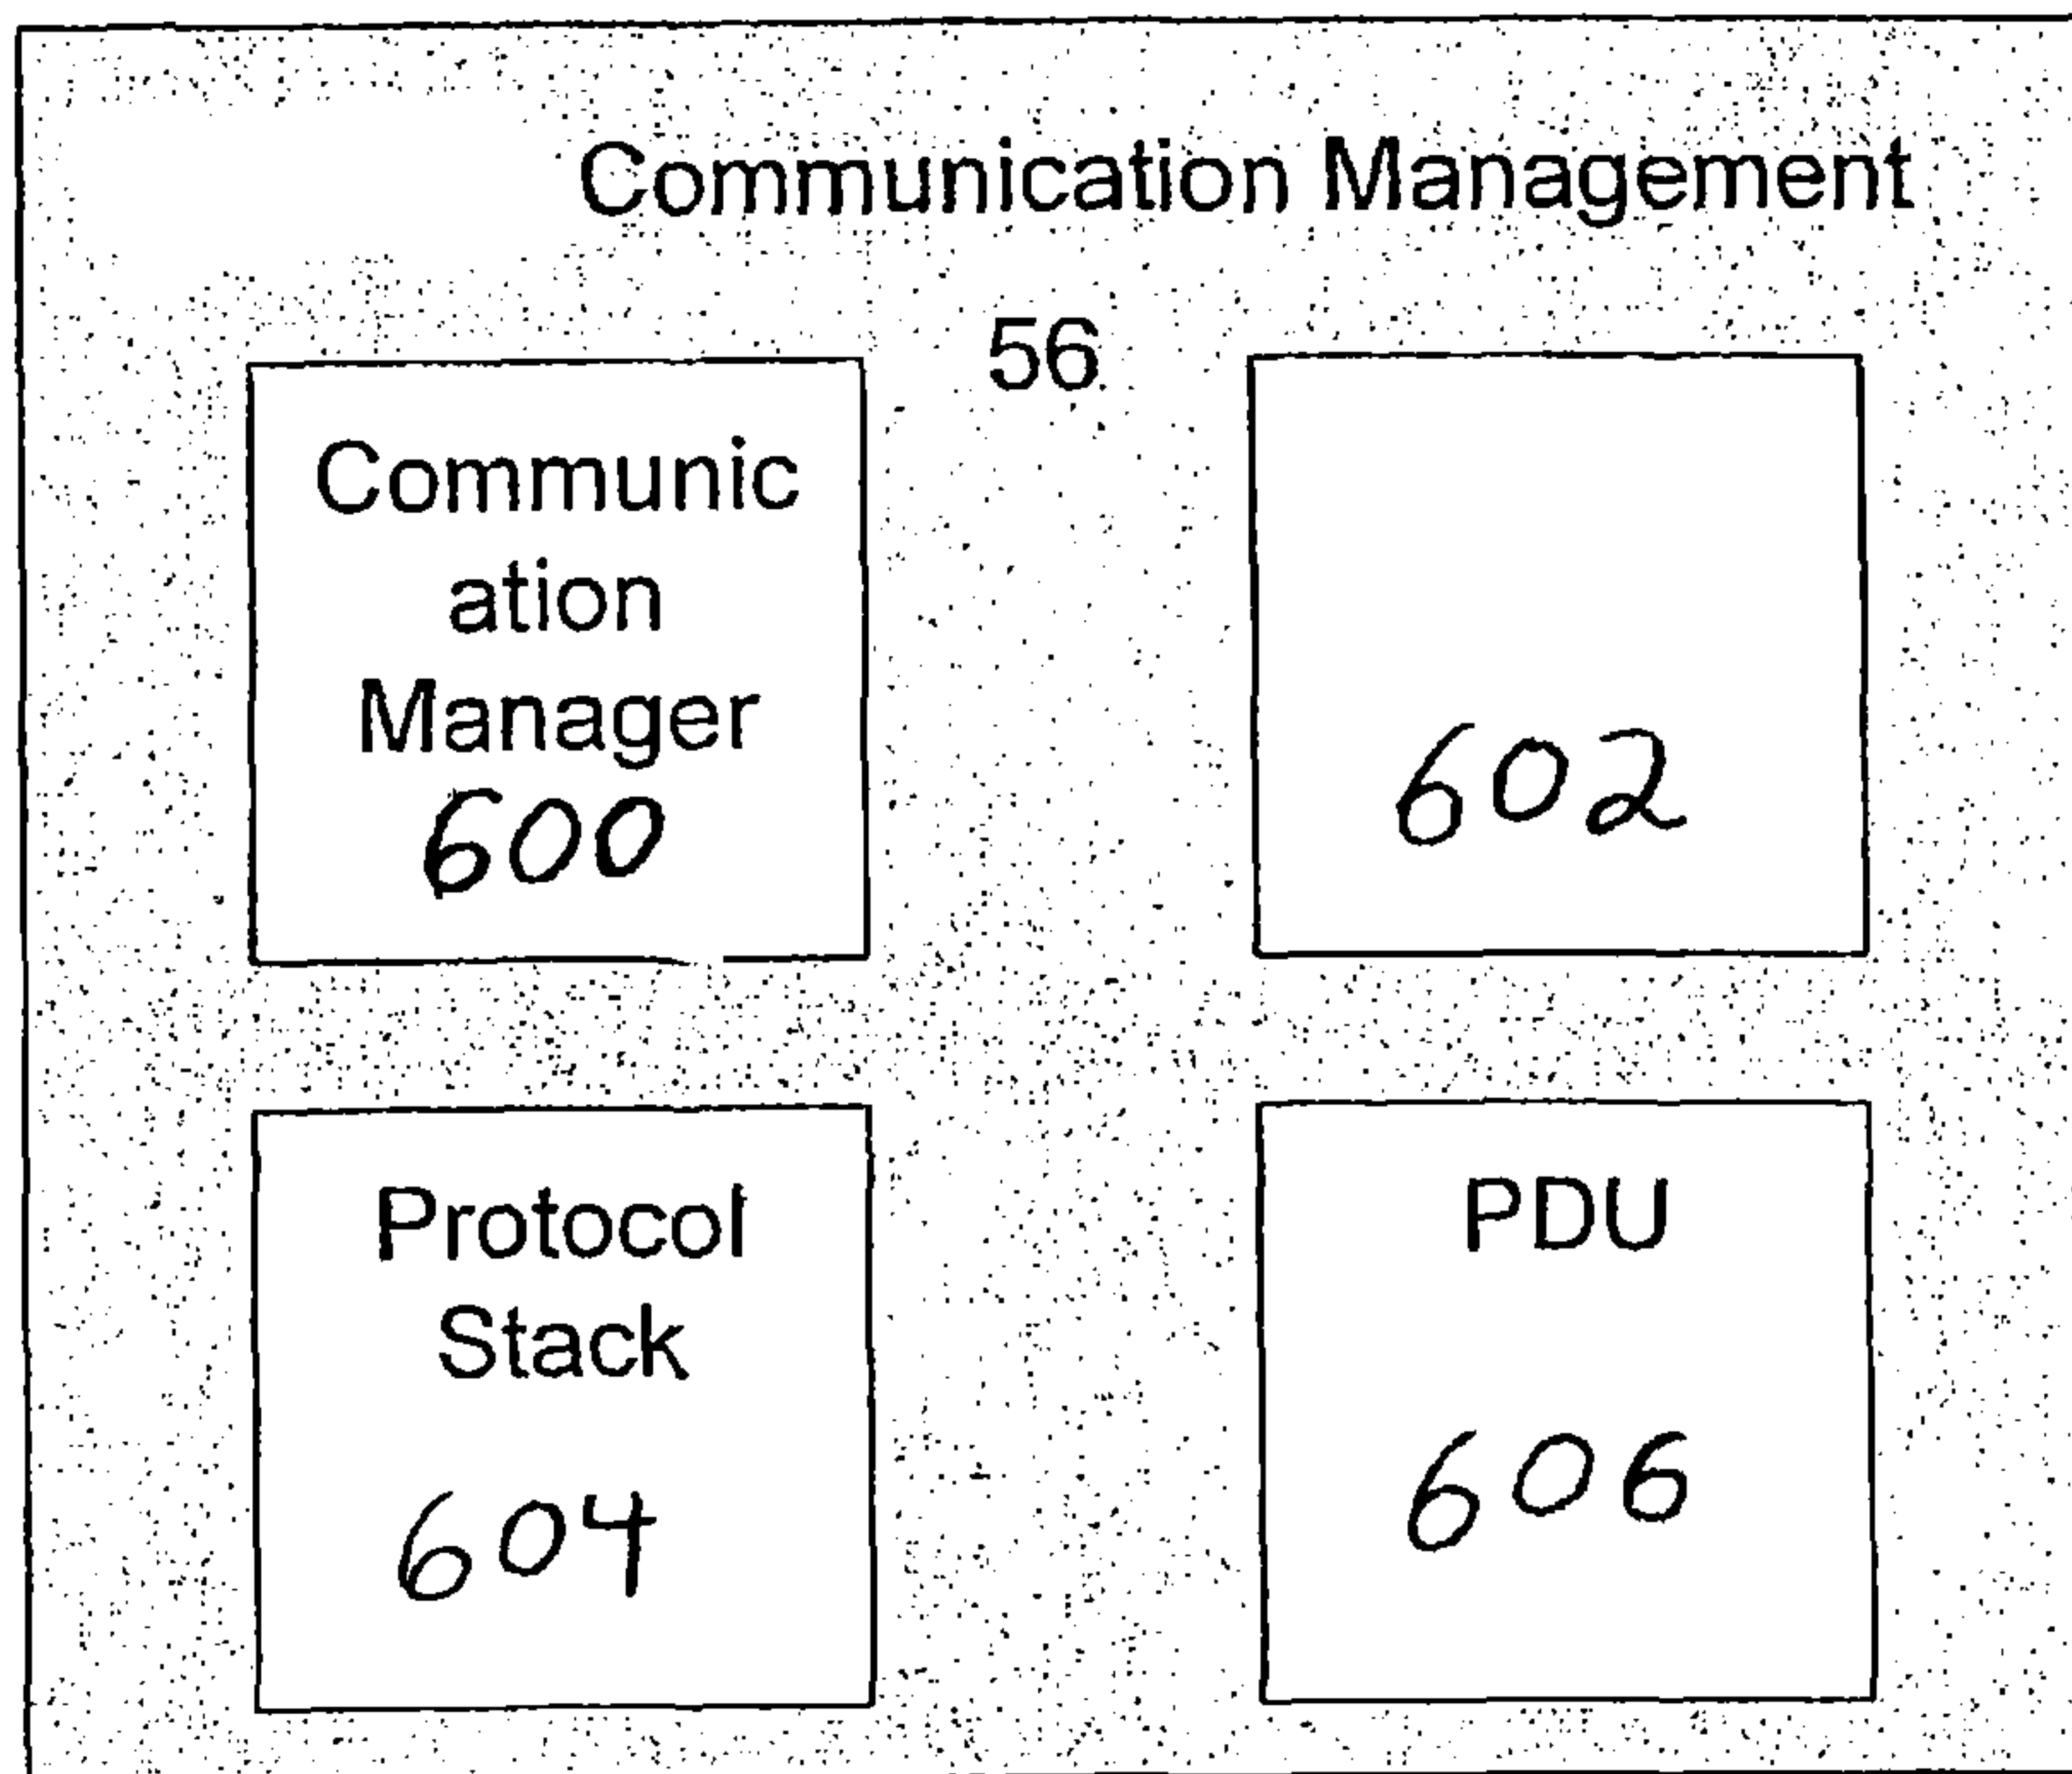 Communication Management
56
Communic
ation
Manager
600
602
Protocol
Stack
604
PDU
606